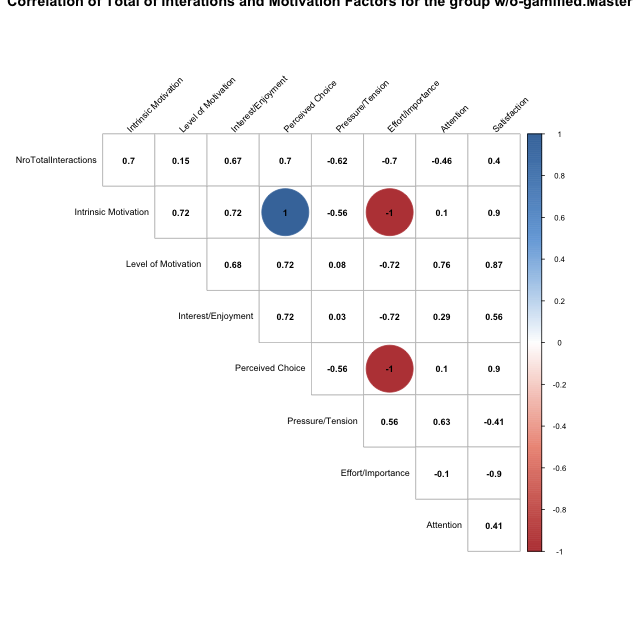 Correlation of Total of Interations and Motivation Factors for the group w/o-gamified.Master
Intrinsic Motivation
Level of Motivation
Interest/Enjoyment
Perceived Choice
Pressure/Tension
Effort/Importance
Attention
Satisfaction
NroTotalInteractions 0.7 0.15 0.67 0.7 -0.62 -0.7 -0.46 0.4
Intrinsic Motivation 0.72 0.72 1 -0.56 -1 0.1 0.9
Level of Motivation 0.68 0.72 0.08 -0.72 0.76 0.87
Interest/Enjoyment 0.72 0.03 -0.72 0.29 0.56
Perceived Choice -0.56 -1 0.1 0.9
Pressure/Tension 0.56 0.63 -0.41
Effort/Importance -0.1 -0.9
Attention 0.41
1
0.8
0.6
0.4
0.2
0
-0.2
-0.4
-0.6
-0.8
-1